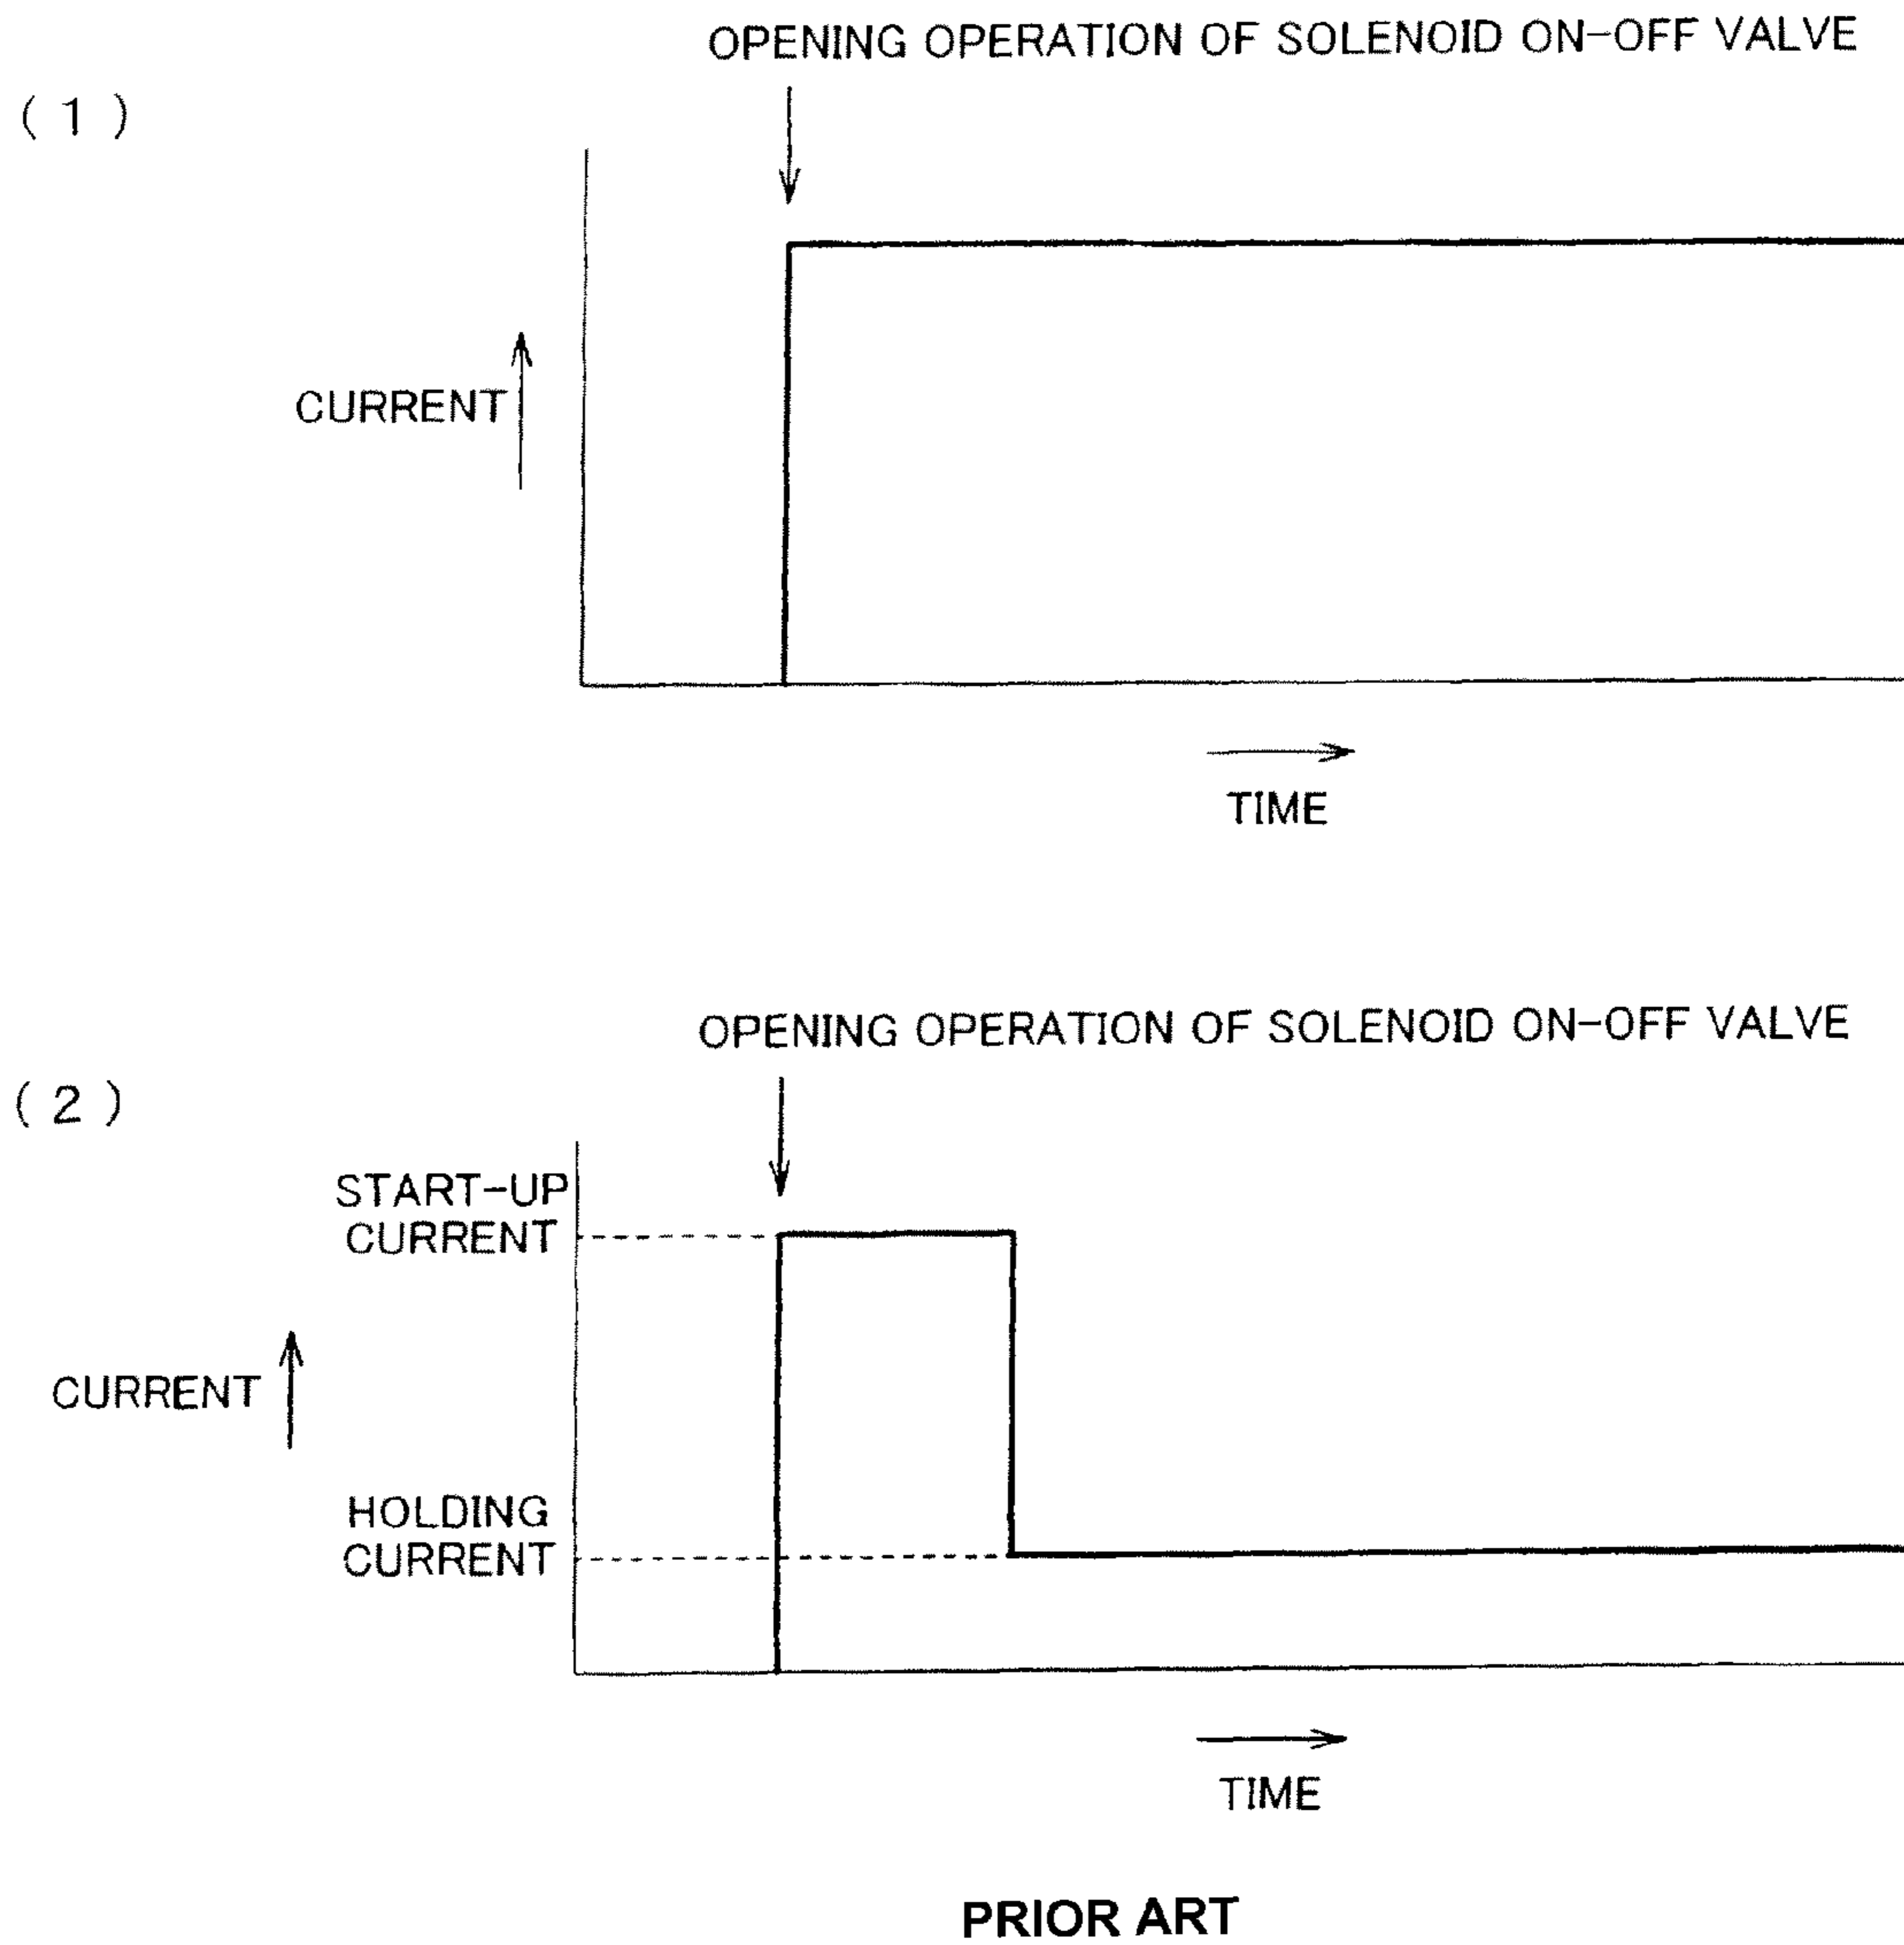 OPENING OPERATION OF SOLENOID ON-OFF VALVE
( 1 )
CURRENT
TIME
OPENING OPERATION OF SOLENOID ON-OFF VALVE
( 2 )
START-UP
CURRENT
CURRENT
HOLDING
CURRENT
TIME
PRIOR ART